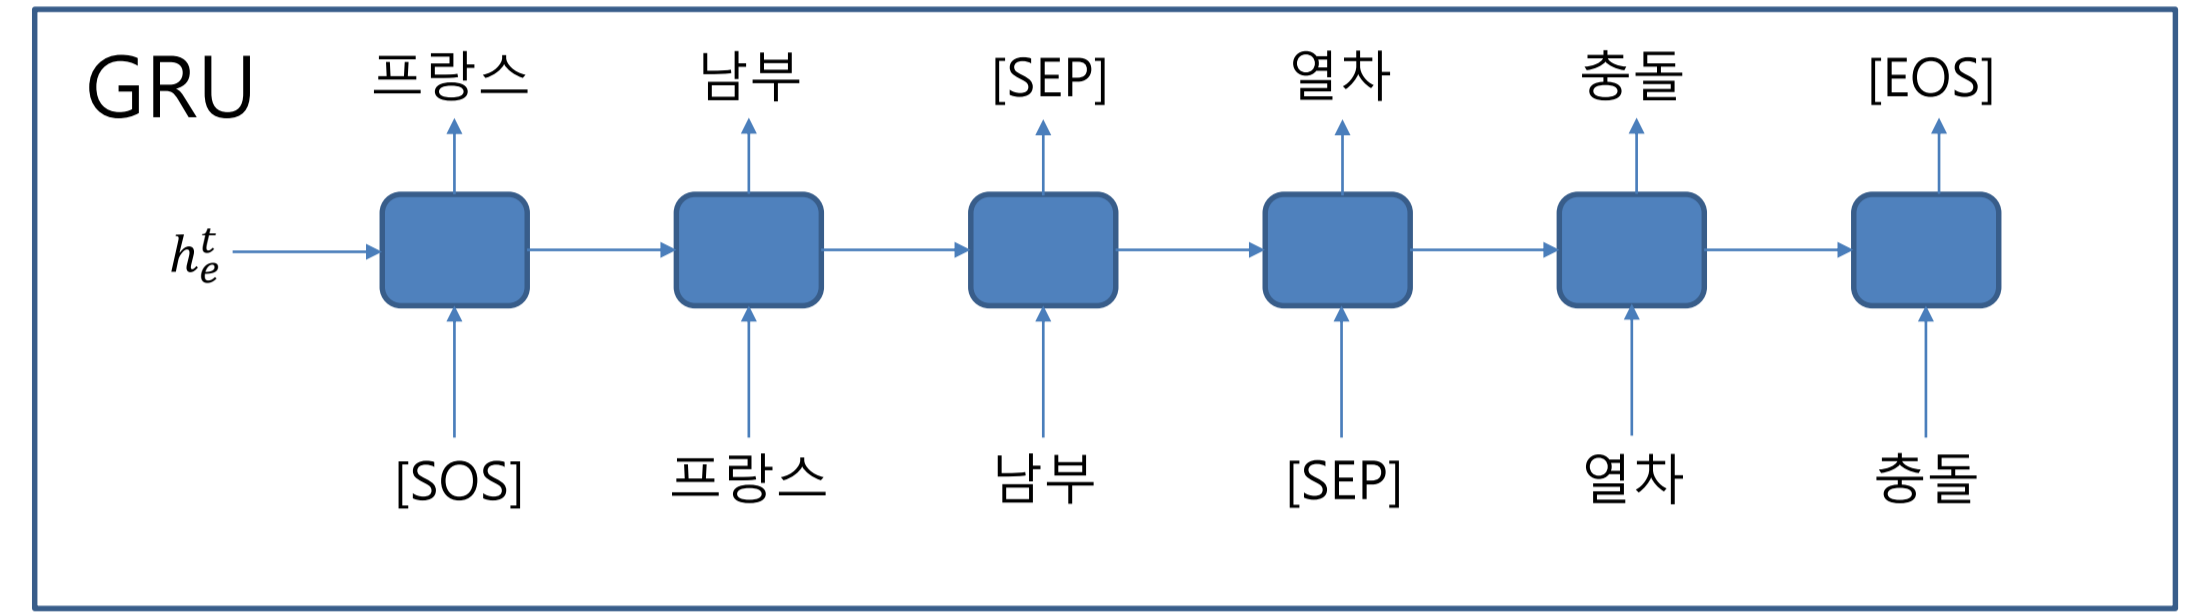 GRU
프랑스 남부 [SEP] 열차 충돌 [EOS]
h_e^t
[SOS] 프랑스 남부 [SEP] 열차 충돌